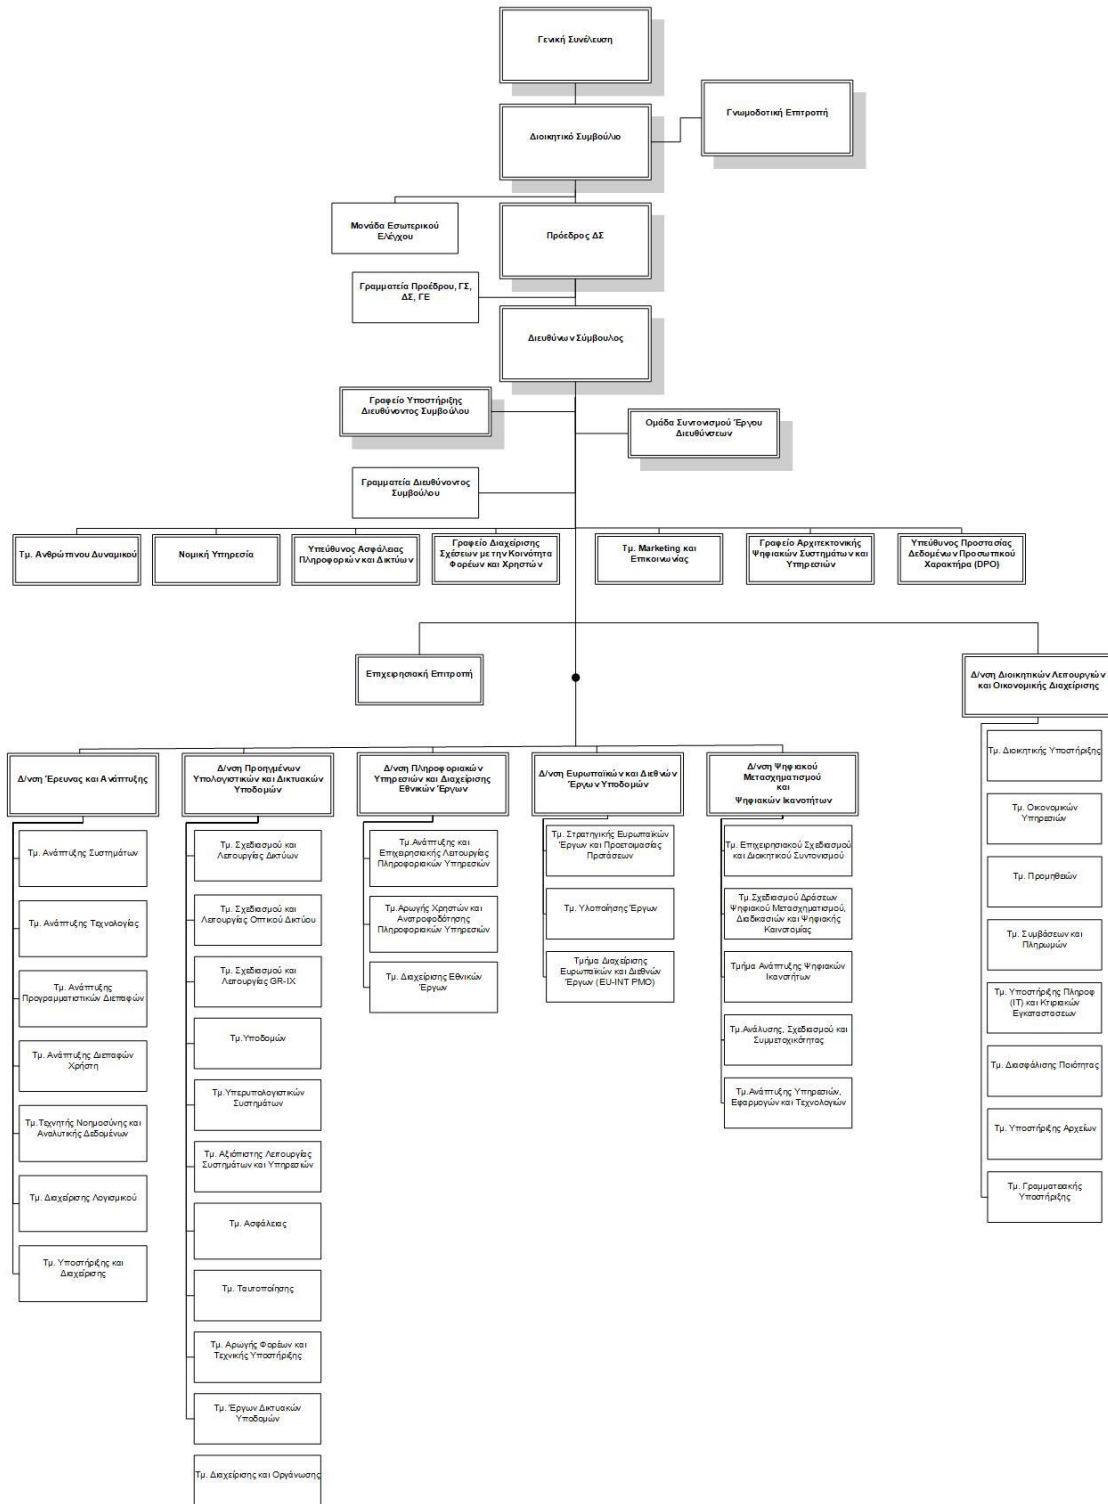 Γενική Συνέλευση
Διοικητικό Συμβούλιο
Γνωμοδοτική Επιτροπή
Μονάδα Εσωτερικού
Ελέγχου
Πρόεδρος ΔΣ
Γραμματεία Προέδρου, ΓΣ,
ΔΣ, ΓΕ
Διευθύνων Σύμβουλος
Γραφείο Υποστήριξης
Διευθύνοντος Συμβούλου
Ομάδα Συντονισμού Έργου
Διευθύνσεων
Γραμματεία Διευθύνοντος
Συμβούλου
Τμ. Ανθρώπινου Δυναμικού
Νομική Υπηρεσία
Υπεύθυνος Ασφάλειας
Πληροφοριών και Δικτύων
Γραφείο Διαχείρισης
Σχέσεων με την Κοινότητα
Φορέων και Χρηστών
Τμ. Marketing και
Επικοινωνίας
Γραφείο Αρχιτεκτονικής
Ψηφιακών Συστημάτων και
Υπηρεσιών
Υπεύθυνος Προστασίας
Δεδομένων Προσωπικού
Χαρακτήρα (DPO)
Επιχειρησιακή Επιτροπή
Δ/νση Διοικητικών Λειτουργιών
και Οικονομικής Διαχείρισης
Δ/νση Έρευνας και Ανάπτυξης
Τμ. Ανάπτυξης Συστημάτων
Τμ. Ανάπτυξης Τεχνολογίας
Τμ. Ανάπτυξης
Προγραμματιστικών Διεπαφών
Τμ. Ανάπτυξης Διεπαφών
Χρήστη
Τμ.Τεχνητής Νοημοσύνης και
Αναλυτικής Δεδομένων
Τμ. Διαχείρισης Λογισμικού
Τμ. Υποστήριξης και
Διαχείρισης
Δ/νση Προηγμένων
Υπολογιστικών και Δικτυακών
Υποδομών
Τμ. Σχεδιασμού και
Λειτουργίας Δικτύων
Τμ. Σχεδιασμού και
Λειτουργίας Οπτικού Δικτύου
Τμ. Σχεδιασμού και
Λειτουργίας GR-IX
Τμ.Υποδομών
Τμ.Υπερυπολογιστικών
Συστημάτων
Τμ. Αξιόπιστης Λειτουργίας
Συστημάτων και Υπηρεσιών
Τμ. Ασφάλειας
Τμ. Ταυτοποίησης
Τμ. Αρωγής Φορέων και
Τεχνικής Υποστήριξης
Τμ. Έργων Δικτυακών
Υποδομών
Τμ. Διαχείρισης και Οργάνωσης
Δ/νση Πληροφοριακών
Υπηρεσιών και Διαχείρισης
Εθνικών Έργων
Τμ.Ανάπτυξης και
Επιχειρησιακής Λειτουργίας
Πληροφοριακών Υπηρεσιών
Τμ.Αρωγής Χρηστών και
Ανατροφοδότησης
Πληροφοριακών Υπηρεσιών
Τμ. Διαχείρισης Εθνικών
Έργων
Δ/νση Ευρωπαϊκών και Διεθνών
Έργων Υποδομών
Τμ. Στρατηγικής Ευρωπαϊκών
Έργων και Προετοιμασίας
Προτάσεων
Τμ. Υλοποίησης Έργων
Τμήμα Διαχείρισης
Ευρωπαϊκών και Διεθνών
Έργων (EU-INT PMO)
Δ/νση Ψηφιακού
Μετασχηματισμού
και
Ψηφιακών Ικανοτήτων
Τμ. Επιχειρησιακού Σχεδιασμού
και Διοικητικού Συντονισμού
Τμ.Σχεδιασμού Δράσεων
Ψηφιακού Μετασχηματισμού,
Διαδικασιών και Ψηφιακής
Καινοτομίας
Τμήμα Ανάπτυξης Ψηφιακών
Ικανοτήτων
Τμ.Ανάλυσης, Σχεδιασμού και
Συμμετοχικότητας
Τμ.Ανάπτυξης Υπηρεσιών,
Εφαρμογών και Τεχνολογιών
Τμ. Διοικητικής Υποστήριξης
Τμ. Οικονομικών
Υπηρεσιών
Τμ. Προμηθειών
Τμ. Συμβάσεων και
Πληρωμών
Τμ. Υποστήριξης Πληροφ
(IT) και Κτιριακών
Εγκαταστασεων
Τμ. Διασφάλισης Ποιότητας
Τμ. Υποστήριξης Αρχείων
Τμ. Γραμματειακής
Υποστήριξης